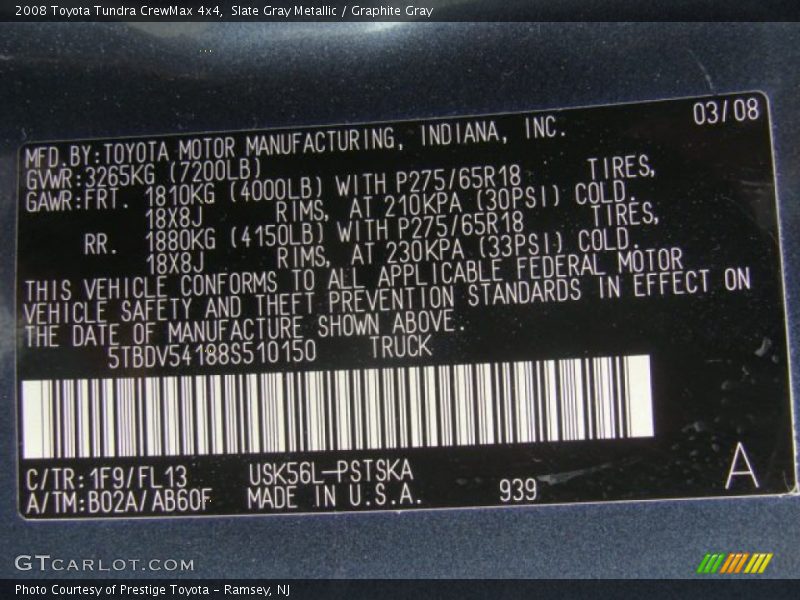 2008 Toyota Tundra CrewMax 4x4, Slate Gray Metallic / Graphite Gray
03/08
MFD.BY:TOYOTA MOTOR MANUFACTURING, INDIANA, INC.
GVWR:3265KG (7200LB)
GAWR:FRT. 1810KG (4000LB) WITH P275/65R18 TIRES,
18X8J RIMS, AT 210KPA (30PSI) COLD.
RR. 1880KG (4150LB) WITH P275/65R18 TIRES,
18X8J RIMS, AT 230KPA (33PSI) COLD.
THIS VEHICLE CONFORMS TO ALL APPLICABLE FEDERAL MOTOR
VEHICLE SAFETY AND THEFT PREVENTION STANDARDS IN EFFECT ON
THE DATE OF MANUFACTURE SHOWN ABOVE.
5TBDV54188S510150 TRUCK
C/TR:1F9/FL13 USK56L-PSTSKA
A/TM:B02A/AB60F MADE IN U.S.A. 939 A
GTCARLOT.COM
Photo Courtesy of Prestige Toyota - Ramsey, NJ